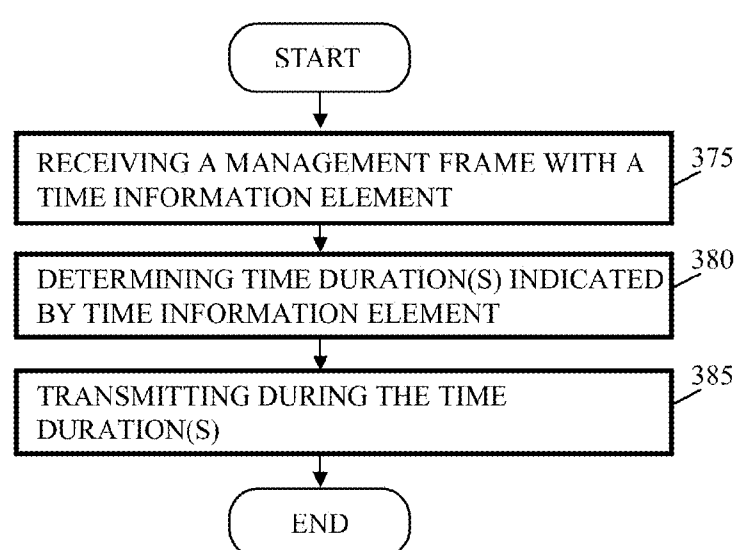 START
RECEIVING A MANAGEMENT FRAME WITH A
TIME INFORMATION ELEMENT
375
DETERMINING TIME DURATION(S) INDICATED
BY TIME INFORMATION ELEMENT
380
TRANSMITTING DURING THE TIME
DURATION(S)
385
END